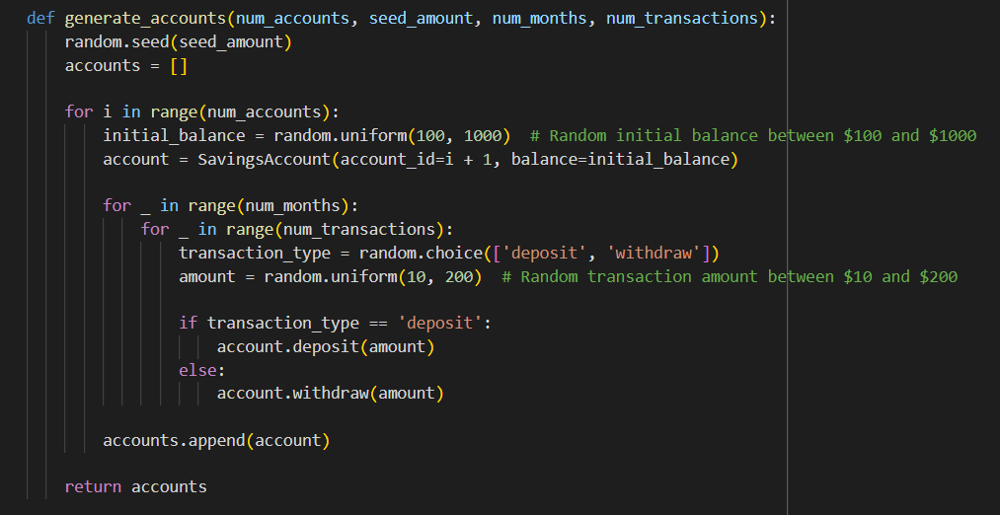 def generate_accounts(num_accounts, seed_amount, num_months, num_transactions):
    random.seed(seed_amount)
    accounts = []

    for i in range(num_accounts):
        initial_balance = random.uniform(100, 1000)  # Random initial balance between $100 and $1000
        account = SavingsAccount(account_id=i + 1, balance=initial_balance)

        for _ in range(num_months):
            for _ in range(num_transactions):
                transaction_type = random.choice(['deposit', 'withdraw'])
                amount = random.uniform(10, 200)  # Random transaction amount between $10 and $200

                if transaction_type == 'deposit':
                    account.deposit(amount)
                else:
                    account.withdraw(amount)

        accounts.append(account)

    return accounts